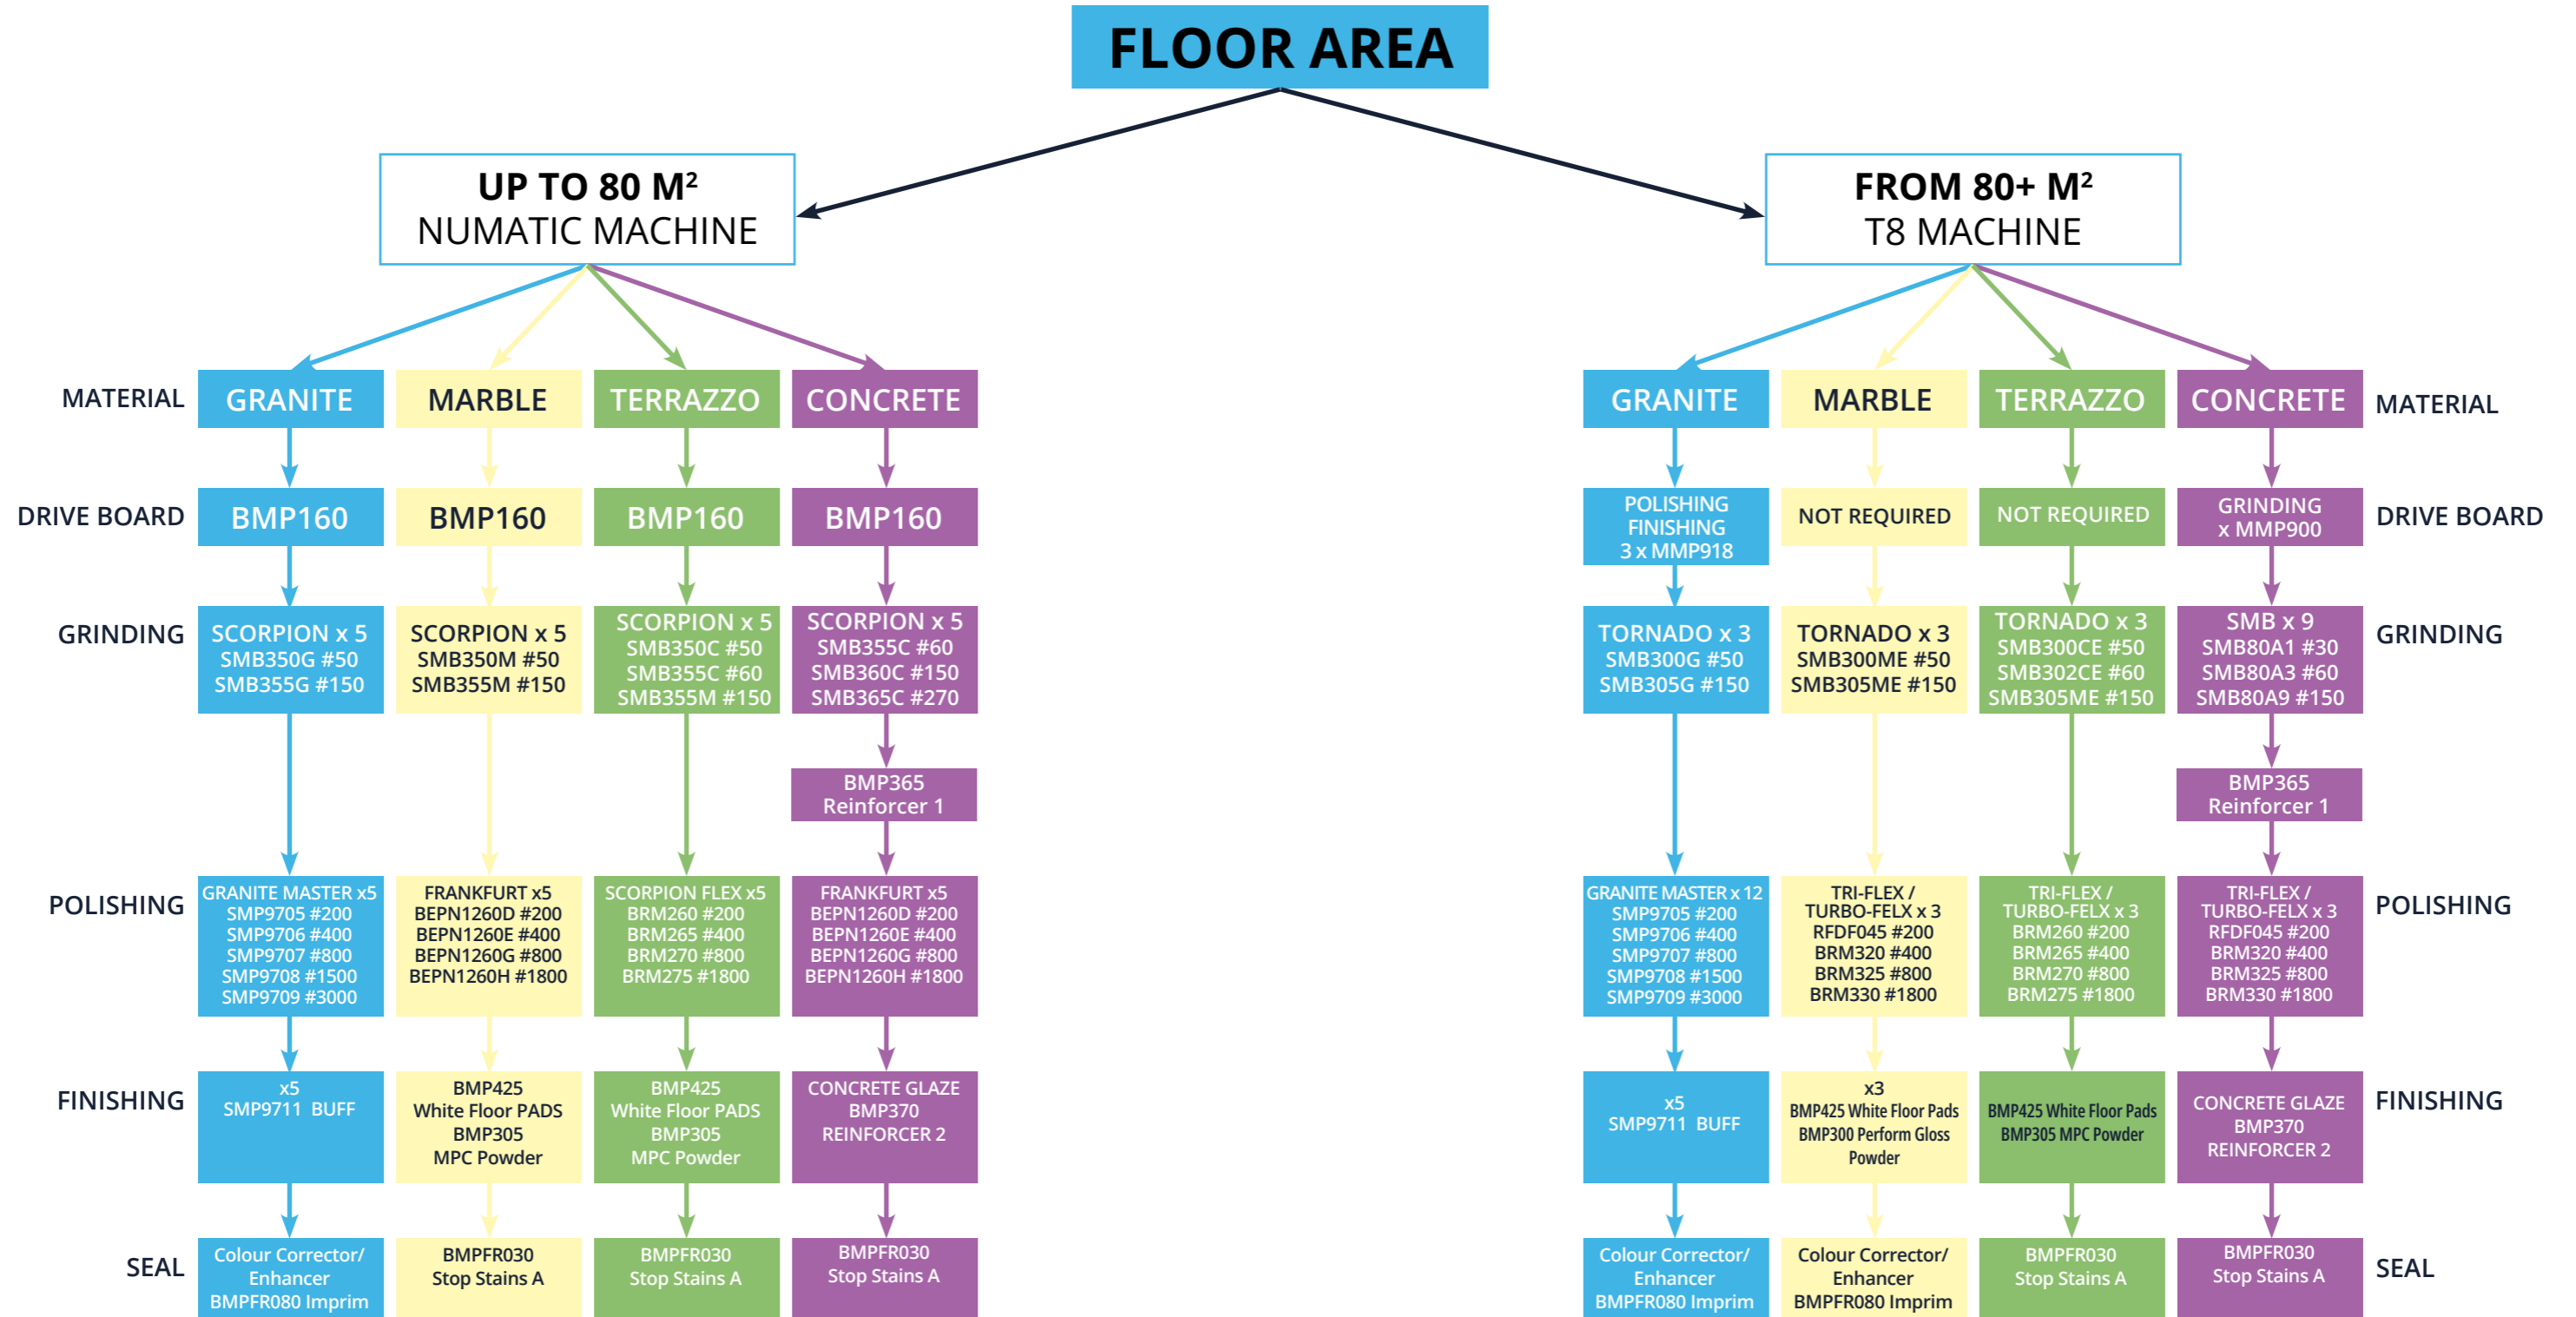 FLOOR AREA
UP TO 80 M²
NUMATIC MACHINE
FROM 80+ M²
T8 MACHINE
MATERIAL
GRANITE
MARBLE
TERRAZZO
CONCRETE
DRIVE BOARD
BMP160
BMP160
BMP160
BMP160
GRINDING
SCORPION x 5
SMB350G #50
SMB355G #150
SCORPION x 5
SMB350M #50
SMB355M #150
SCORPION x 5
SMB350C #50
SMB355C #60
SMB355M #150
SCORPION x 5
SMB355C #60
SMB360C #150
SMB365C #270
BMP365
Reinforcer 1
POLISHING
GRANITE MASTER x5
SMP9705 #200
SMP9706 #400
SMP9707 #800
SMP9708 #1500
SMP9709 #3000
FRANKFURT x5
BEPN1260D #200
BEPN1260E #400
BEPN1260G #800
BEPN1260H #1800
SCORPION FLEX x5
BRM260 #200
BRM265 #400
BRM270 #800
BRM275 #1800
FRANKFURT x5
BEPN1260D #200
BEPN1260E #400
BEPN1260G #800
BEPN1260H #1800
FINISHING
x5
SMP9711 BUFF
BMP425
White Floor PADS
BMP305
MPC Powder
BMP425
White Floor PADS
BMP305
MPC Powder
CONCRETE GLAZE
BMP370
REINFORCER 2
SEAL
Colour Corrector/
Enhancer
BMPFR080 Imprim
BMPFR030
Stop Stains A
BMPFR030
Stop Stains A
BMPFR030
Stop Stains A
GRANITE
MARBLE
TERRAZZO
CONCRETE
MATERIAL
POLISHING
FINISHING
3 x MMP918
NOT REQUIRED
NOT REQUIRED
GRINDING
x MMP900
DRIVE BOARD
TORNADO x 3
SMB300G #50
SMB305G #150
TORNADO x 3
SMB300ME #50
SMB305ME #150
TORNADO x 3
SMB300CE #50
SMB302CE #60
SMB305ME #150
SMB x 9
SMB80A1 #30
SMB80A3 #60
SMB80A9 #150
GRINDING
BMP365
Reinforcer 1
GRANITE MASTER x 12
SMP9705 #200
SMP9706 #400
SMP9707 #800
SMP9708 #1500
SMP9709 #3000
TRI-FLEX /
TURBO-FELX x 3
RFDF045 #200
BRM320 #400
BRM325 #800
BRM330 #1800
TRI-FLEX /
TURBO-FELX x 3
BRM260 #200
BRM265 #400
BRM270 #800
BRM275 #1800
TRI-FLEX /
TURBO-FELX x 3
RFDF045 #200
BRM320 #400
BRM325 #800
BRM330 #1800
POLISHING
x5
SMP9711 BUFF
x3
BMP425 White Floor Pads
BMP300 Perform Gloss
Powder
BMP425 White Floor Pads
BMP305 MPC Powder
CONCRETE GLAZE
BMP370
REINFORCER 2
FINISHING
Colour Corrector/
Enhancer
BMPFR080 Imprim
Colour Corrector/
Enhancer
BMPFR080 Imprim
BMPFR030
Stop Stains A
BMPFR030
Stop Stains A
SEAL